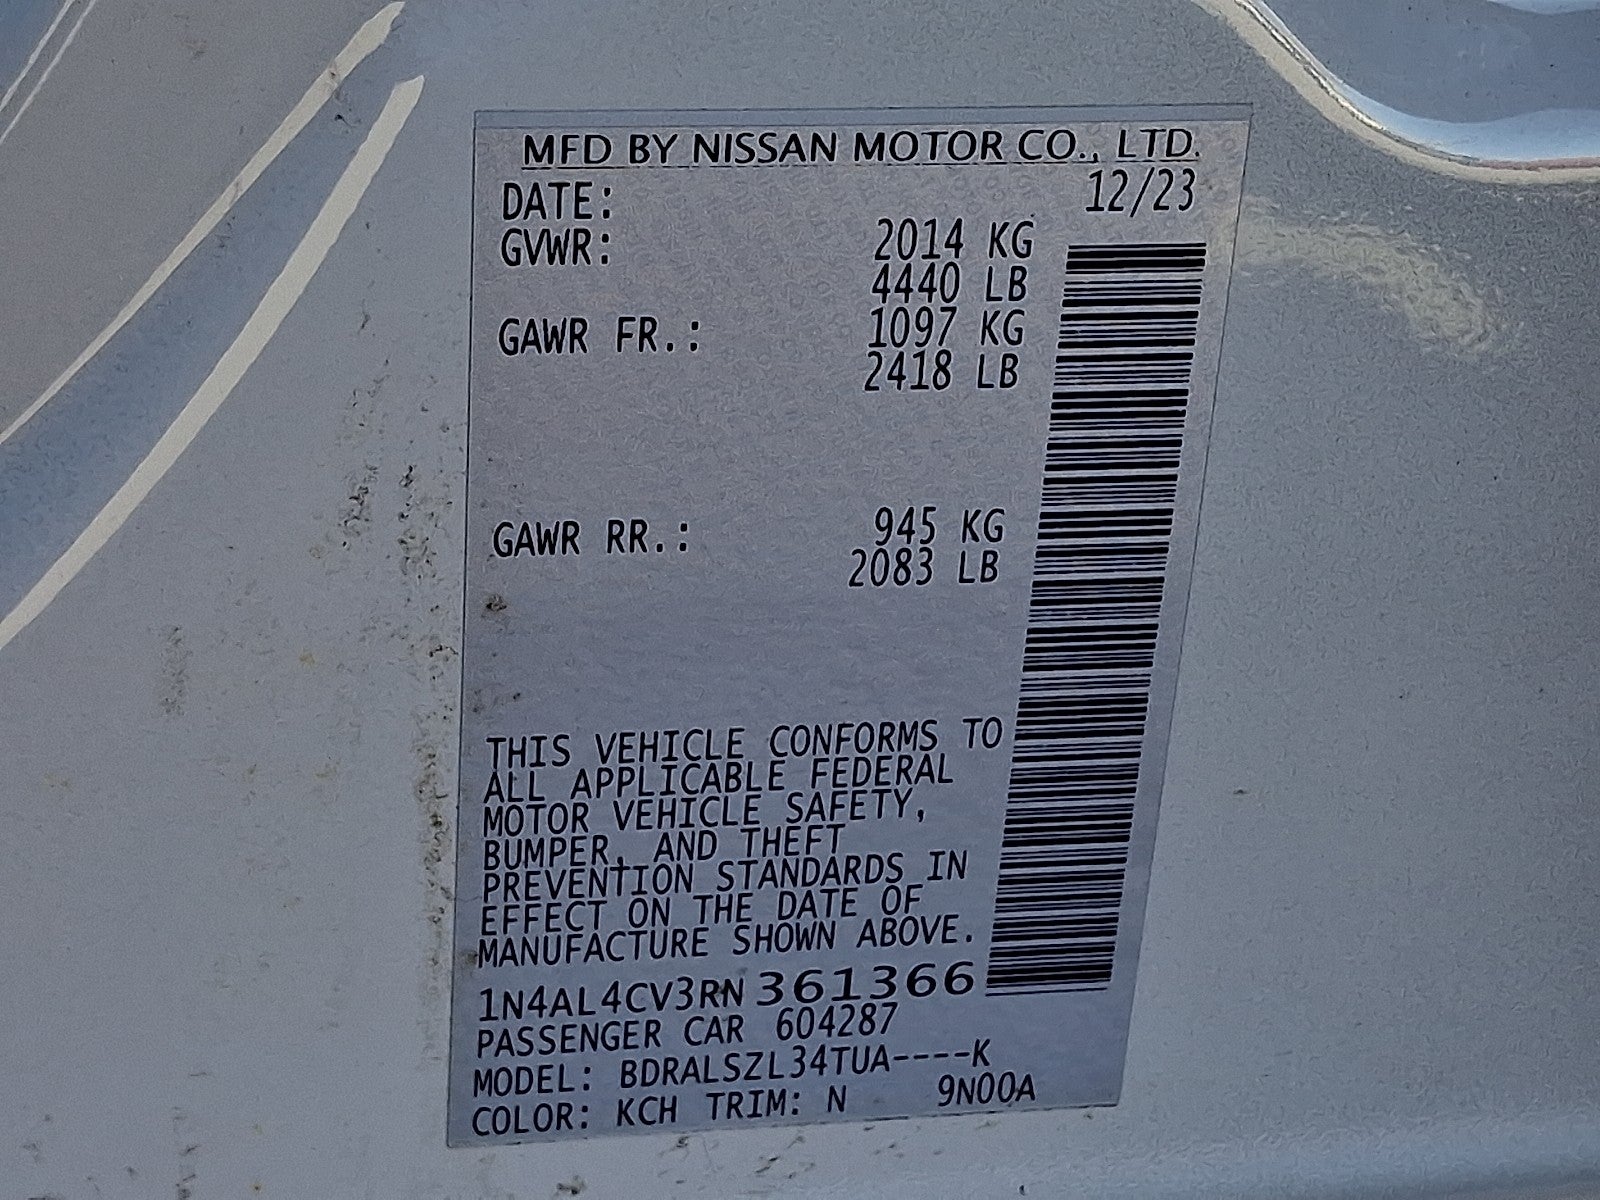 MFD BY NISSAN MOTOR CO., LTD.
DATE: 12/23
GVWR: 2014 KG
4440 LB
GAWR FR.: 1097 KG
2418 LB
GAWR RR.: 945 KG
2083 LB
THIS VEHICLE CONFORMS TO
ALL APPLICABLE FEDERAL
MOTOR VEHICLE SAFETY,
BUMPER, AND THEFT
PREVENTION STANDARDS IN
EFFECT ON THE DATE OF
MANUFACTURE SHOWN ABOVE.
1N4AL4CV3RN361366
PASSENGER CAR 604287
MODEL: BDRALSZL34TUA----K
COLOR: KCH TRIM: N 9N00A